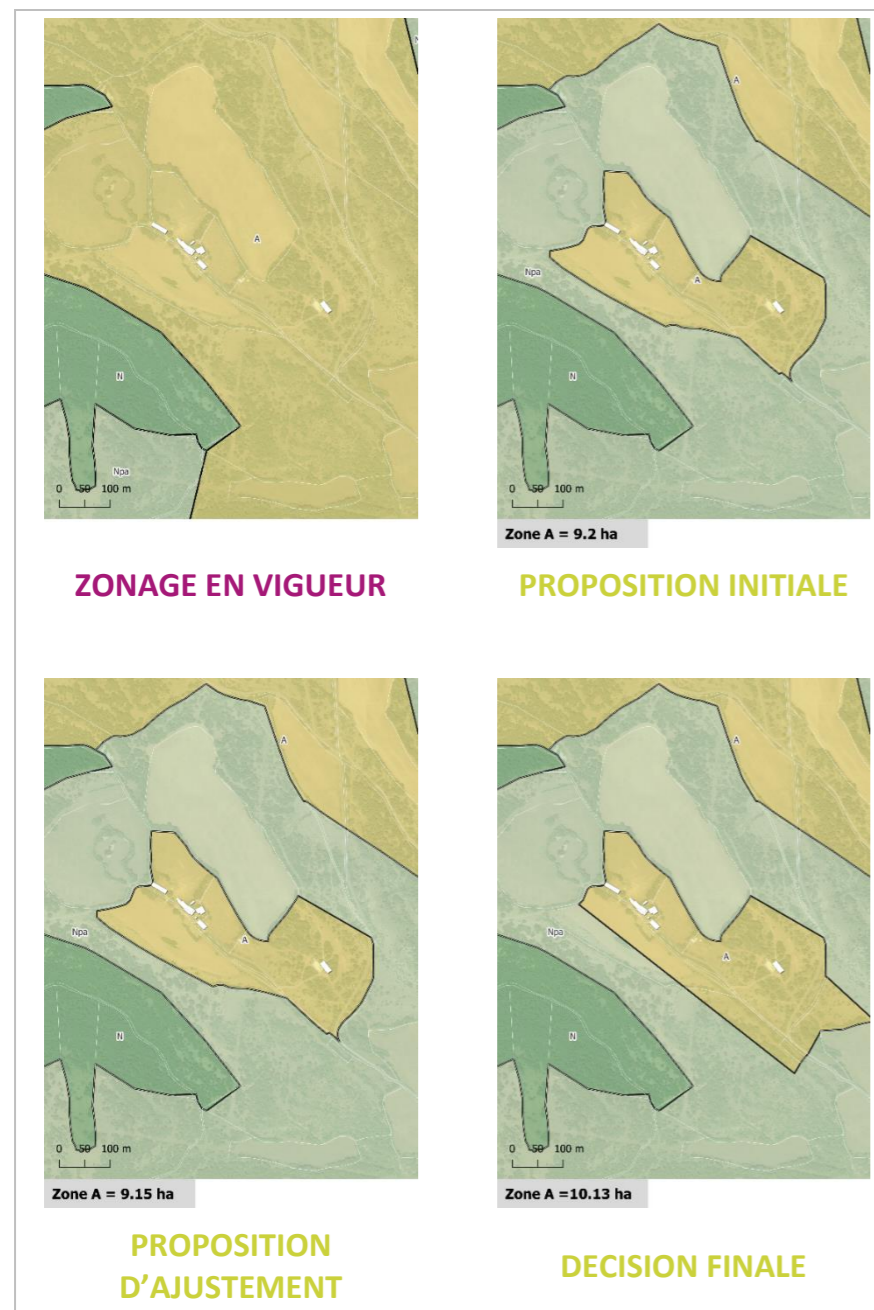 N
A
N
Npa
0 50 100 m
ZONAGE EN VIGUEUR
A
Npa
A
N
0 50 100 m
Zone A = 9.2 ha
PROPOSITION INITIALE
A
Npa
A
N
0 50 100 m
Zone A = 9.15 ha
PROPOSITION
D’AJUSTEMENT
A
Npa
A
N
0 50 100 m
Zone A =10.13 ha
DECISION FINALE